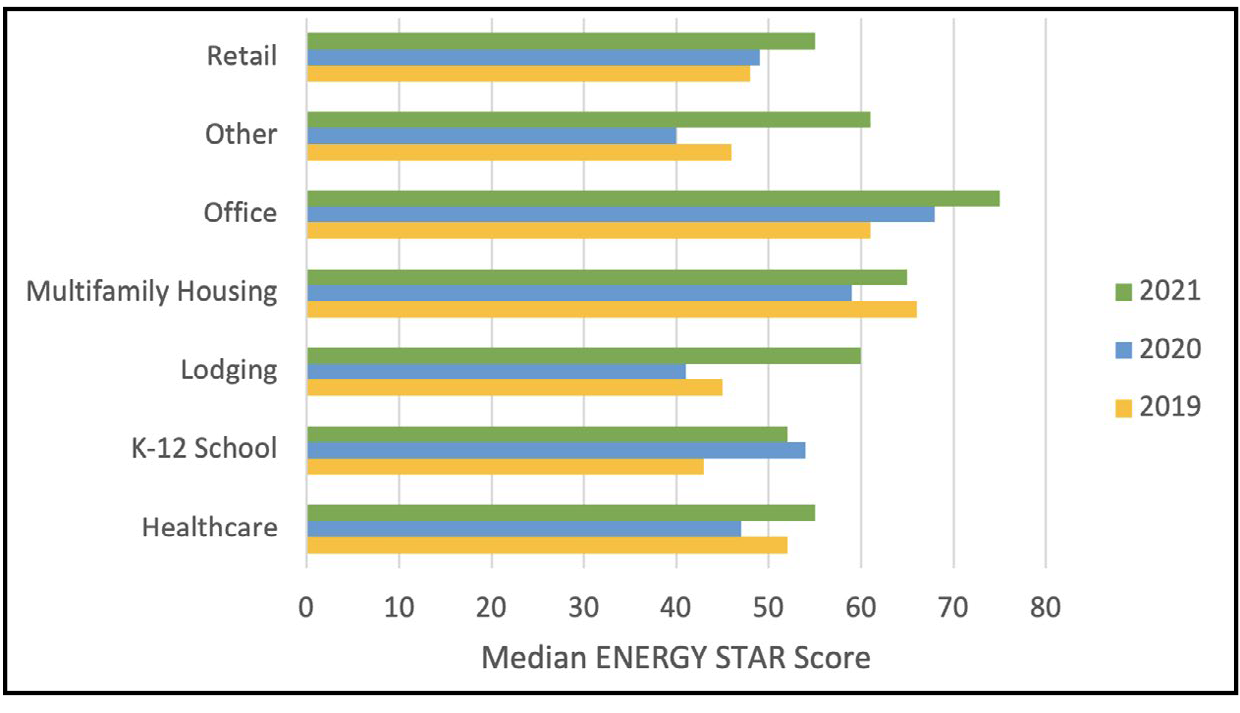 Retail
Other
Office
Multifamily Housing
Lodging
K-12 School
Healthcare
0 10 20 30 40 50 60 70 80
Median ENERGY STAR Score
2021
2020
2019